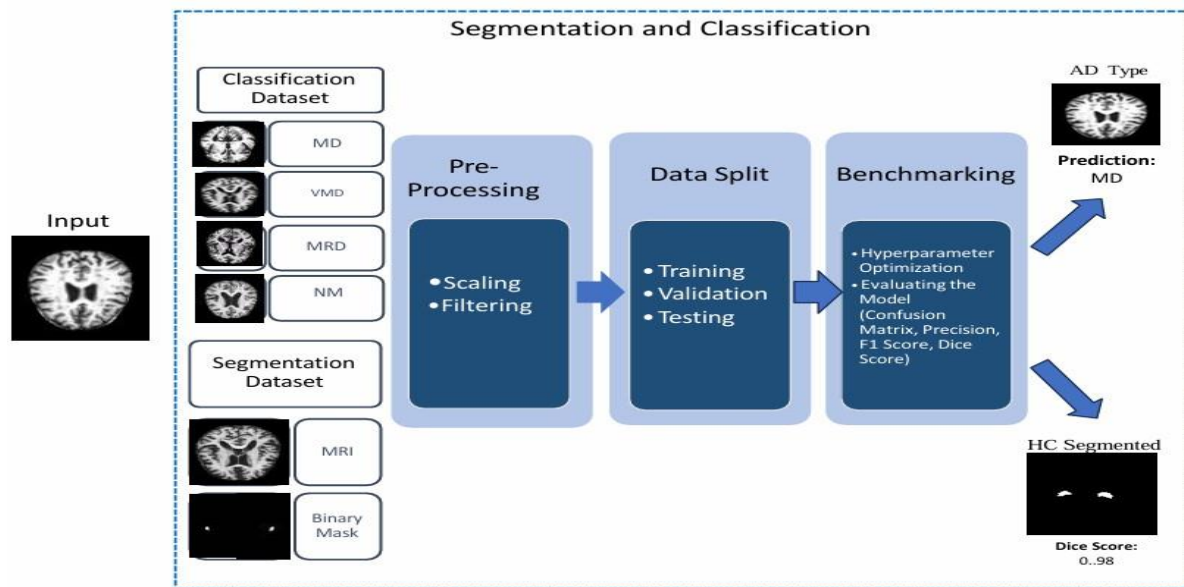 Segmentation and Classification
Input
Classification
Dataset
MD
VMD
MRD
NM
Segmentation
Dataset
MRI
Binary
Mask
Pre-
Processing
• Scaling
• Filtering
Data Split
• Training
• Validation
• Testing
Benchmarking
• Hyperparameter
Optimization
• Evaluating the
Model
(Confusion
Matrix, Precision,
F1 Score, Dice
Score)
AD Type
Prediction:
MD
HC Segmented
Dice Score:
0..98